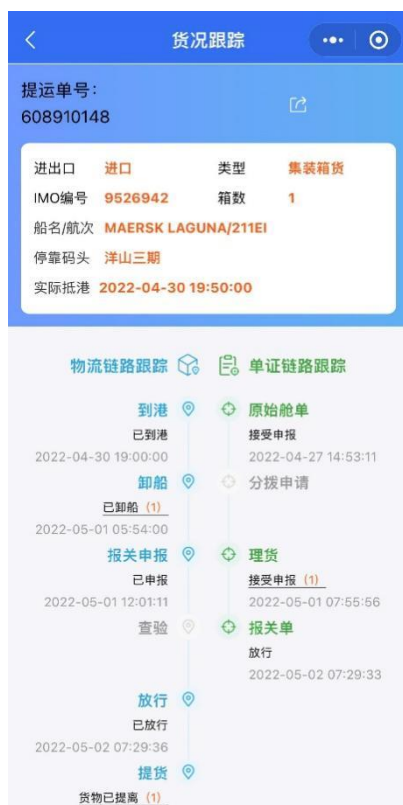 货况跟踪
提运单号：
608910148
进出口 进口 类型 集装箱货
IMO编号 9526942 箱数 1
船名/航次 MAERSK LAGUNA/211EI
停靠码头 洋山三期
实际抵港 2022-04-30 19:50:00
物流链路跟踪 单证链路跟踪
到港 原始舱单
已到港 接受申报
2022-04-30 19:00:00 2022-04-27 14:53:11
卸船 分拨申请
已卸船 (1)
2022-05-01 05:54:00
报关申报 理货
已申报 接受申报 (1)
2022-05-01 12:01:11 2022-05-01 07:55:56
查验 报关单
放行
2022-05-02 07:29:33
放行
已放行
2022-05-02 07:29:36
提货
货物已提离 (1)